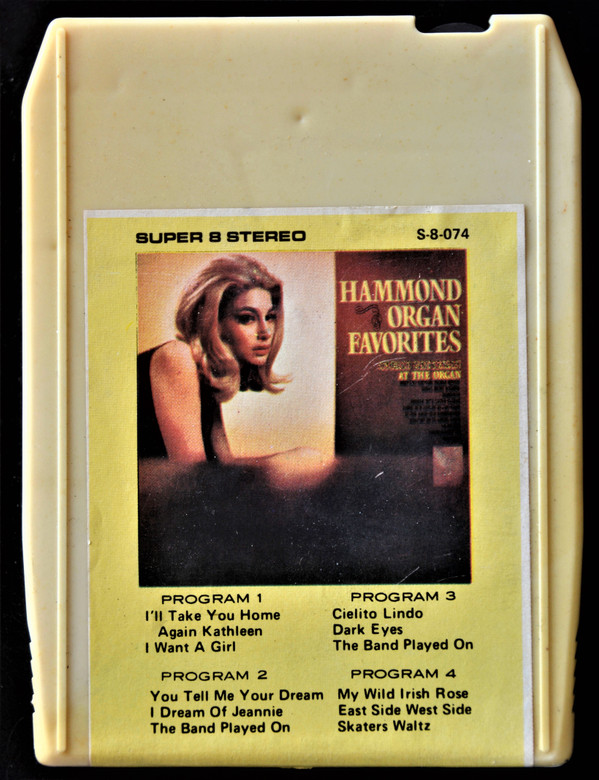 SUPER 8 STEREO
S-8-074
HAMMOND
ORGAN
FAVORITES
AT THE ORGAN
PROGRAM 1
I'll Take You Home
Again Kathleen
I Want A Girl
PROGRAM 2
You Tell Me Your Dream
I Dream Of Jeannie
The Band Played On
PROGRAM 3
Cielito Lindo
Dark Eyes
The Band Played On
PROGRAM 4
My Wild Irish Rose
East Side West Side
Skaters Waltz